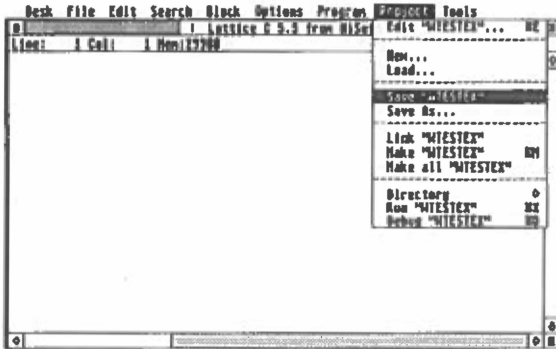 Desk File Edit Search Block Options Program Project Tools
! Lattice C 5.5 from HiSof
Line: 1 Col: 1 Mem:
Edit "WTESTEX"... E
New...
Load...
Save "WTESTEX"
Save As...
Link "WTESTEX"
Make "WTESTEX" M
Make all "WTESTEX"
Directory
Run "WTESTEX" X
Debug "WTESTEX"